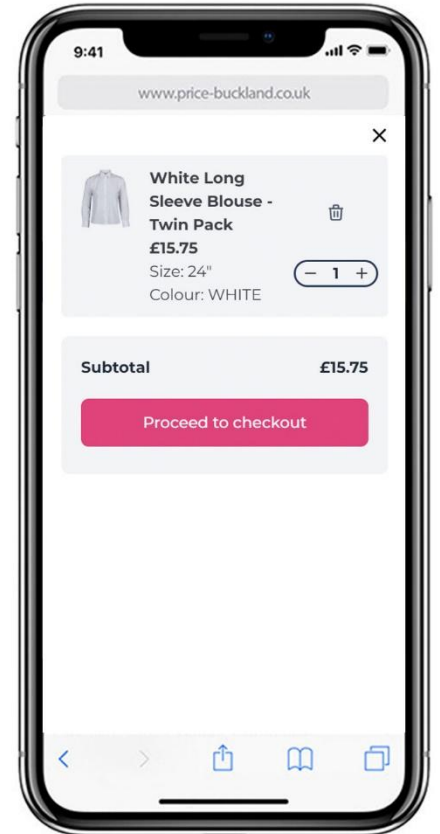 9:41
www.price-buckland.co.uk
White Long
Sleeve Blouse -
Twin Pack
£15.75
Size: 24"
Colour: WHITE
1
Subtotal £15.75
Proceed to checkout